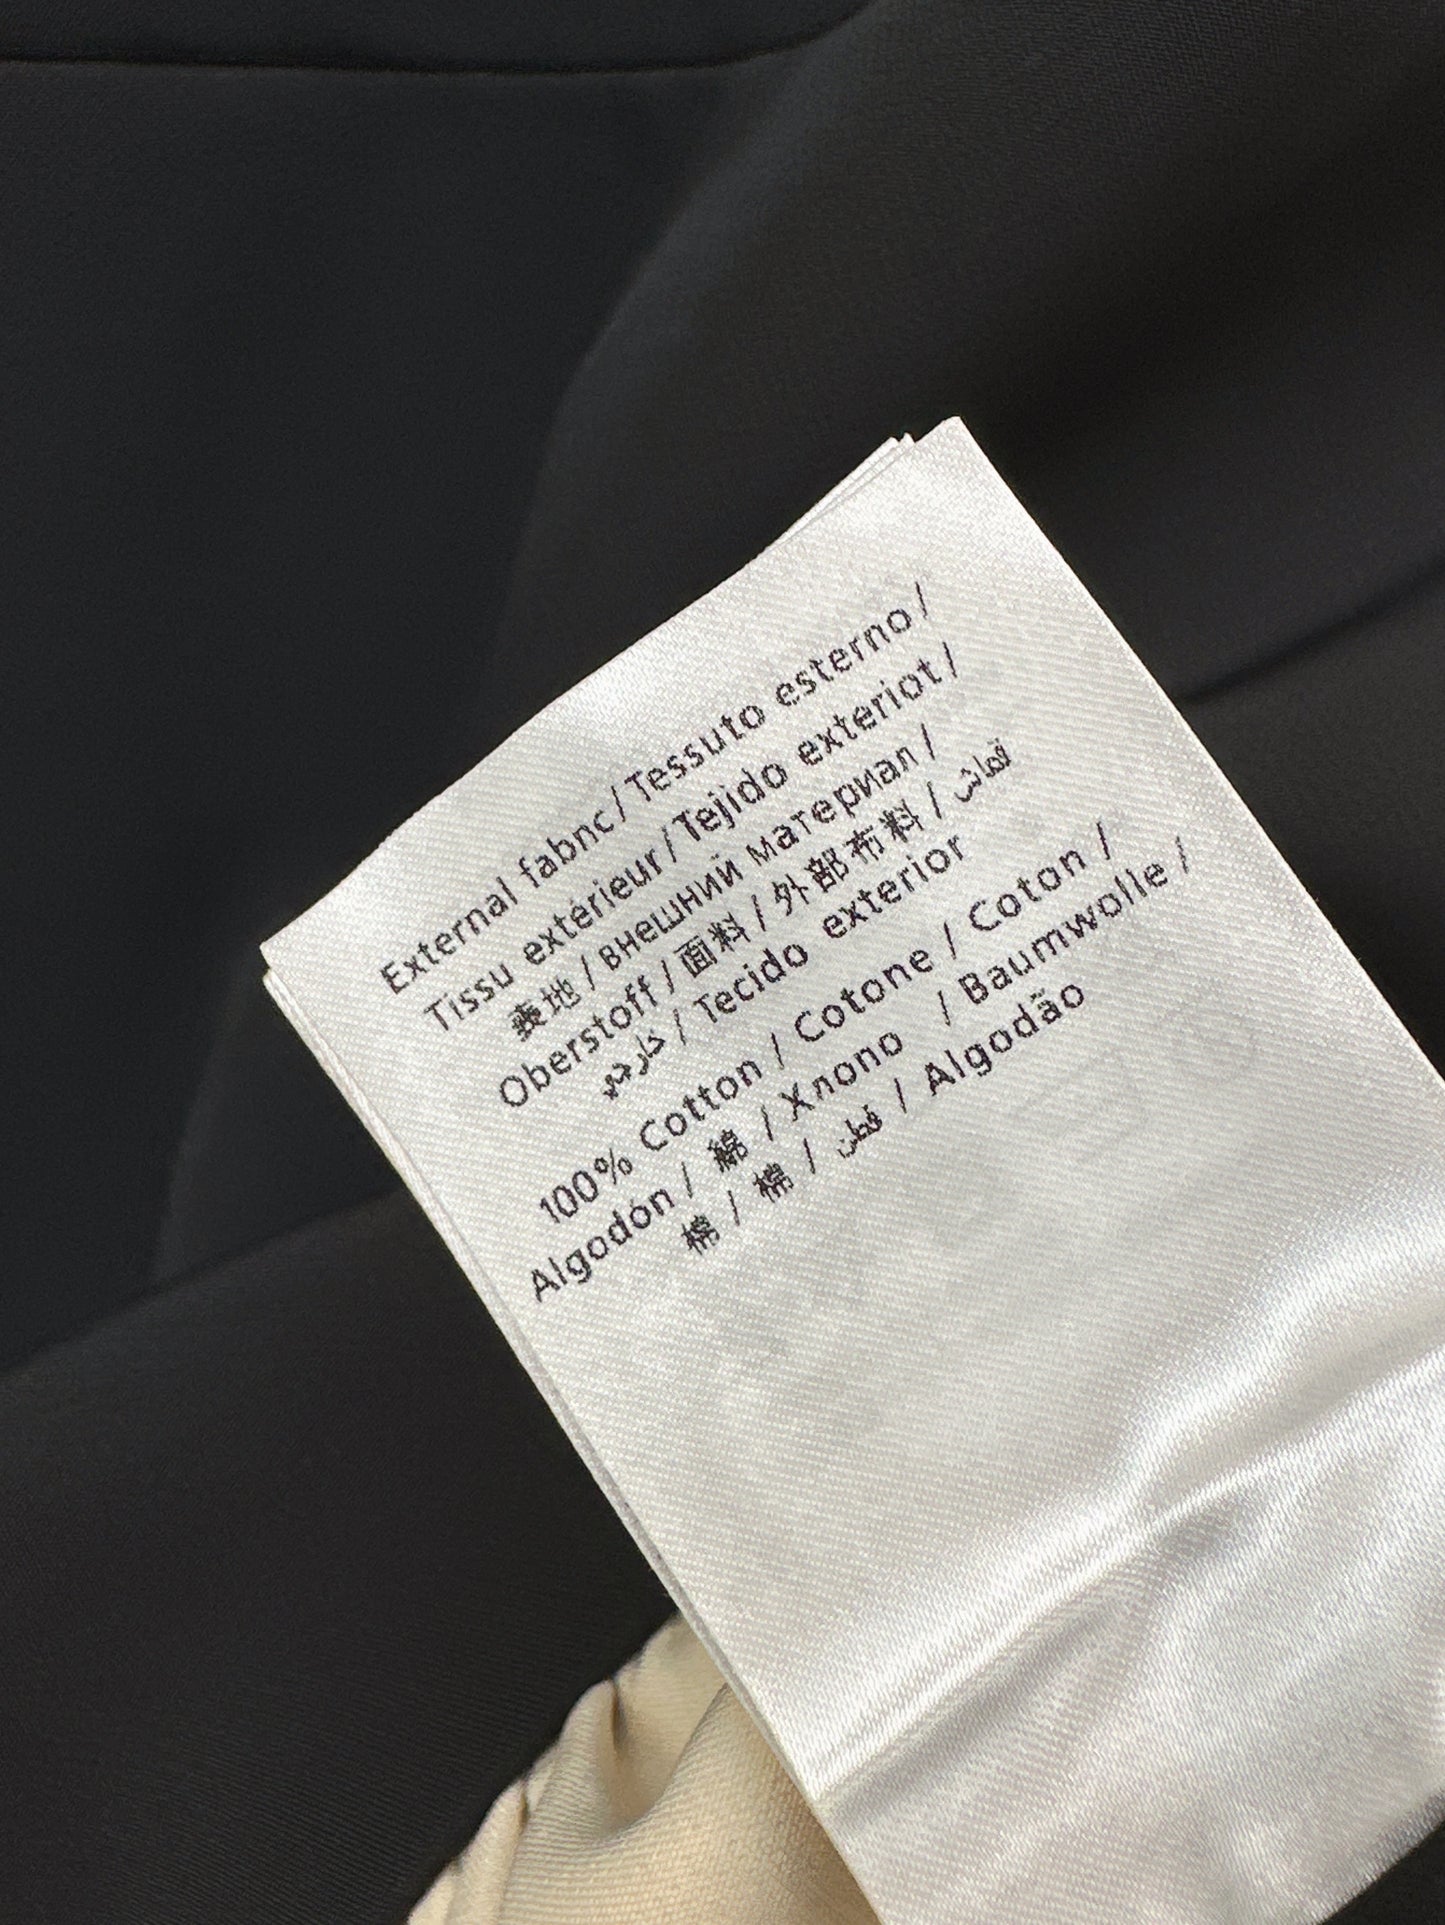 External fabnc / Tessuto esterno /
Tissu extérieur / Tejido exteriot /
表地 / внешний материал /
Oberstoff / 面料 / 外部布料 / قماش
خارجي / Tecido exterior
100% Cotton / Cotone / Coton /
Algodón / 綿 / Хлопо / Baumwolle /
棉 / 棉 / قطن / Algodão